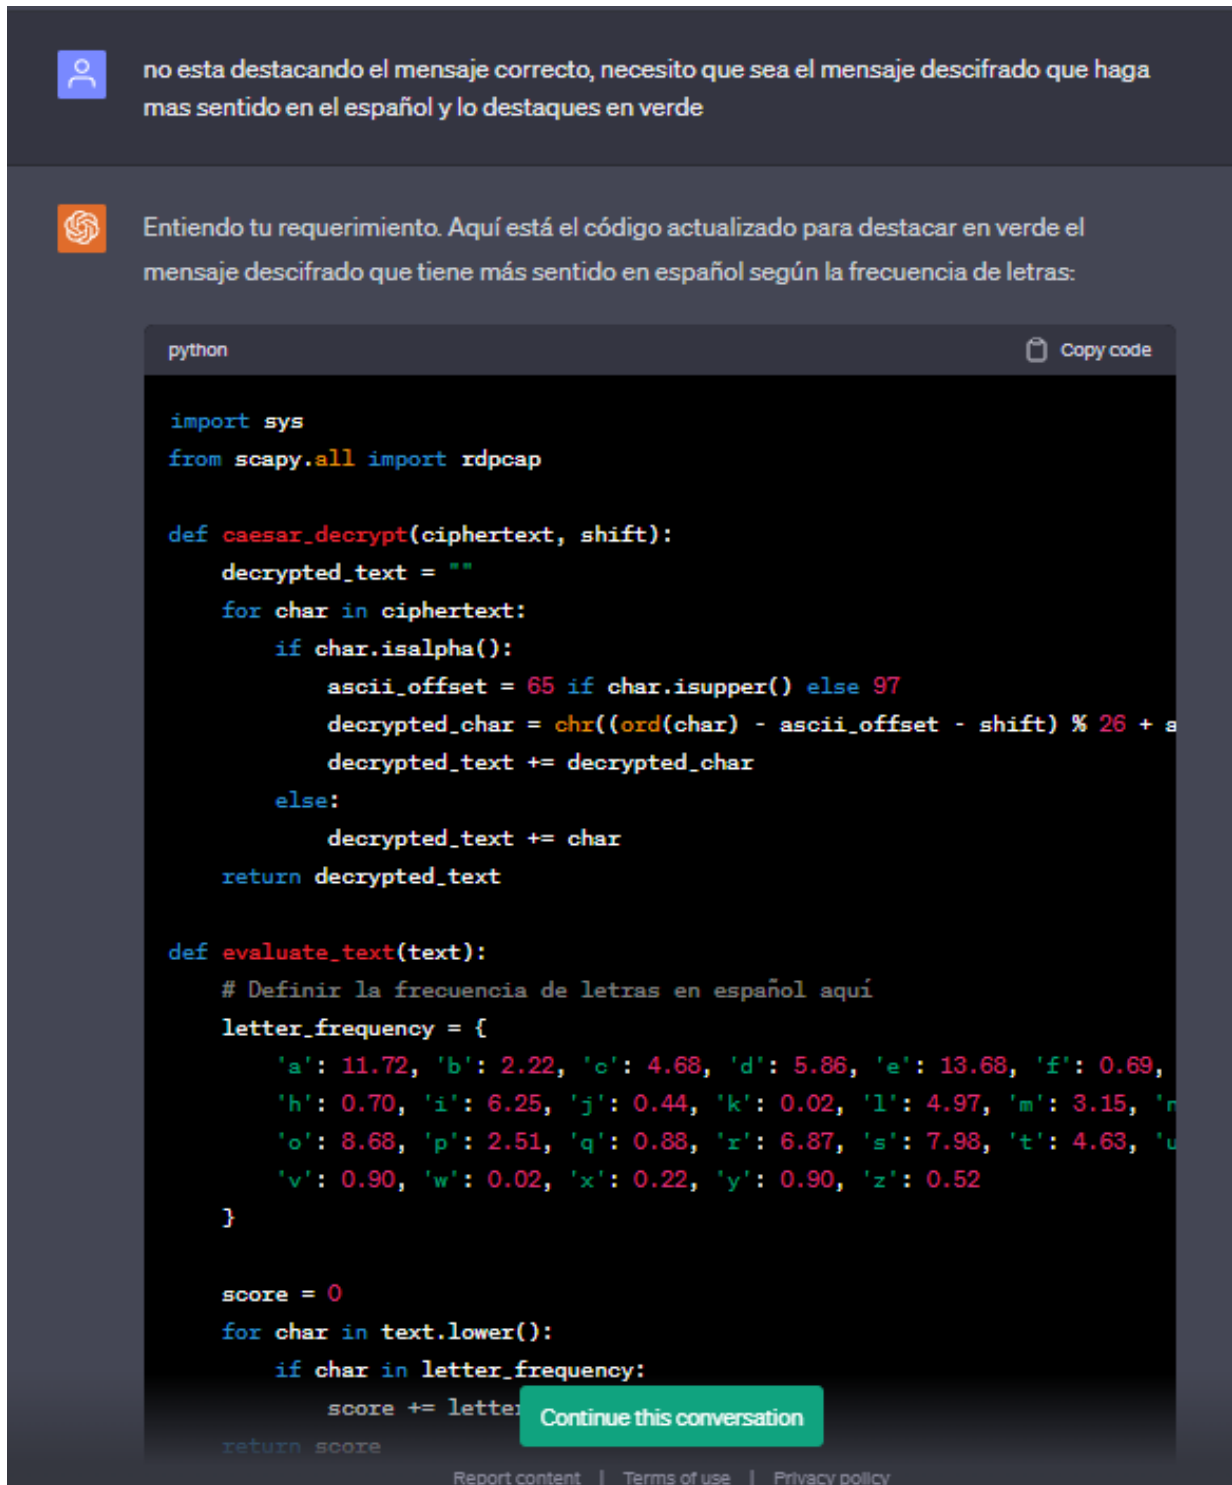 no esta destacando el mensaje correcto, necesito que sea el mensaje descifrado que haga
mas sentido en el español y lo destaques en verde
Entiendo tu requerimiento. Aquí está el código actualizado para destacar en verde el
mensaje descifrado que tiene más sentido en español según la frecuencia de letras:
python Copy code
import sys
from scapy.all import rdpcap
def caesar_decrypt(ciphertext, shift):
decrypted_text = ""
for char in ciphertext:
if char.isalpha():
ascii_offset = 65 if char.isupper() else 97
decrypted_char = chr((ord(char) - ascii_offset - shift) % 26 + a
decrypted_text += decrypted_char
else:
decrypted_text += char
return decrypted_text
def evaluate_text(text):
# Definir la frecuencia de letras en español aquí
letter_frequency = {
'a': 11.72, 'b': 2.22, 'c': 4.68, 'd': 5.86, 'e': 13.68, 'f': 0.69,
'h': 0.70, 'i': 6.25, 'j': 0.44, 'k': 0.02, 'l': 4.97, 'm': 3.15, 'n
'o': 8.68, 'p': 2.51, 'q': 0.88, 'r': 6.87, 's': 7.98, 't': 4.63, 'u
'v': 0.90, 'w': 0.02, 'x': 0.22, 'y': 0.90, 'z': 0.52
}
score = 0
for char in text.lower():
if char in letter_frequency:
score += letter
Continue this conversation
return score
Report content | Terms of use | Privacy policy